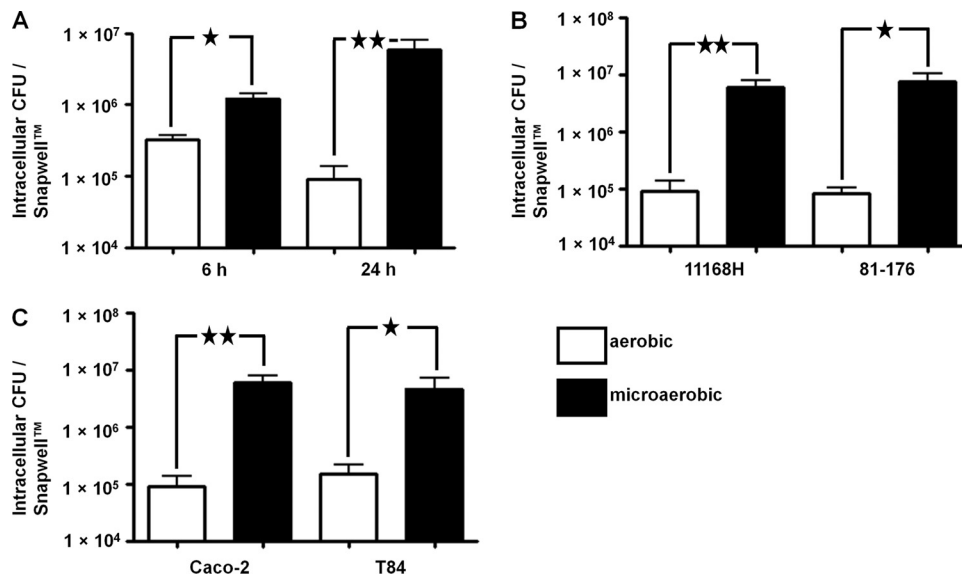 A
Intracellular CFU /
Snapwell™
1 × 10⁷
1 × 10⁶
1 × 10⁵
1 × 10⁴
6 h
24 h
B
Intracellular CFU /
Snapwell™
1 × 10⁸
1 × 10⁷
1 × 10⁶
1 × 10⁵
1 × 10⁴
11168H
81-176
C
Intracellular CFU /
Snapwell™
1 × 10⁸
1 × 10⁷
1 × 10⁶
1 × 10⁵
1 × 10⁴
Caco-2
T84
aerobic
microaerobic